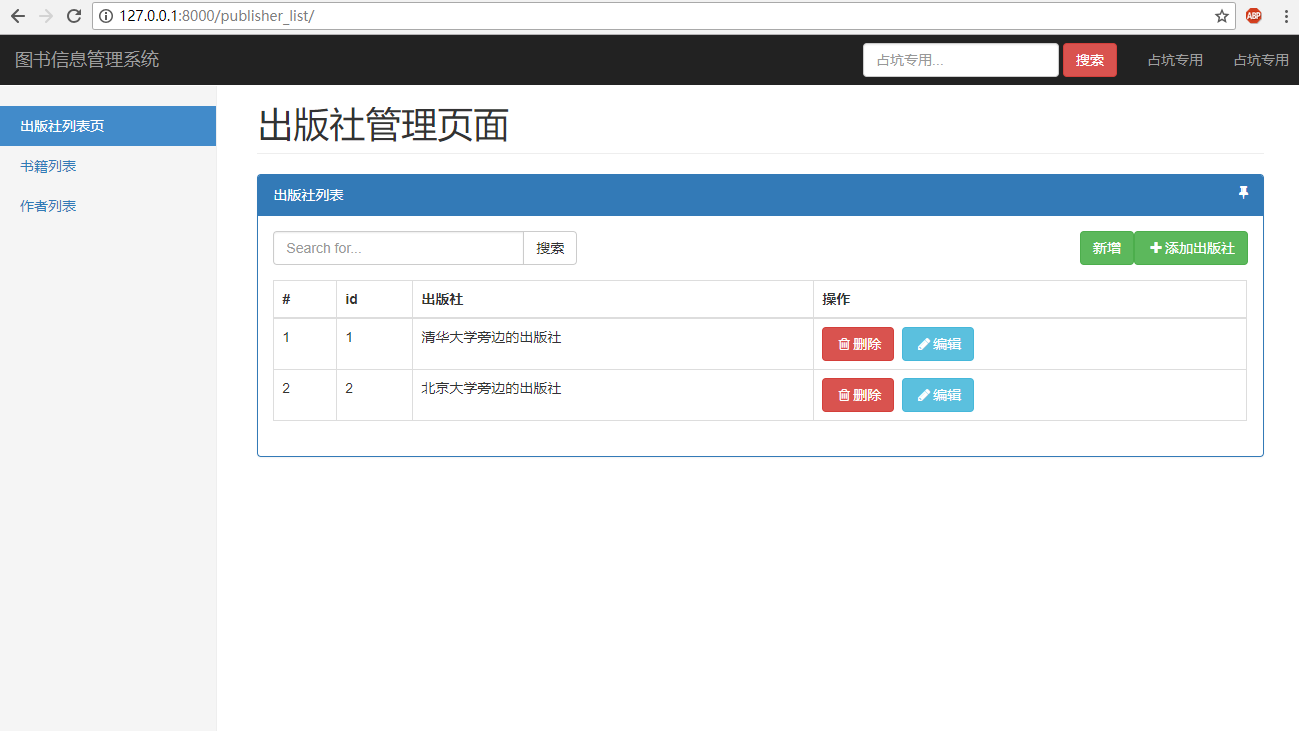 127.0.0.1:8000/publisher_list/
ABP
图书信息管理系统 占坑专用... 搜索 占坑专用 占坑专用
出版社列表页
书籍列表
作者列表
出版社管理页面
出版社列表
Search for... 搜索 新增 添加出版社
# id 出版社 操作
1 1 清华大学旁边的出版社 删除 编辑
2 2 北京大学旁边的出版社 删除 编辑